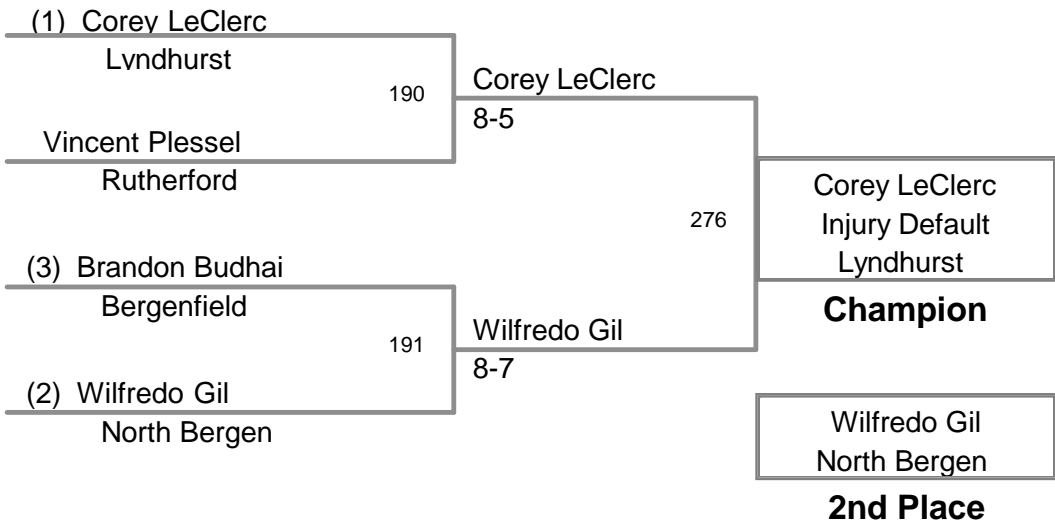 (1) Corey LeClerc
Lyndhurst
190
Corey LeClerc
8-5
Vincent Plessel
Rutherford
Corey LeClerc
Injury Default
Lyndhurst
Champion
276
(3) Brandon Budhai
Bergenfield
191
Wilfredo Gil
8-7
(2) Wilfredo Gil
North Bergen
Wilfredo Gil
North Bergen
2nd Place